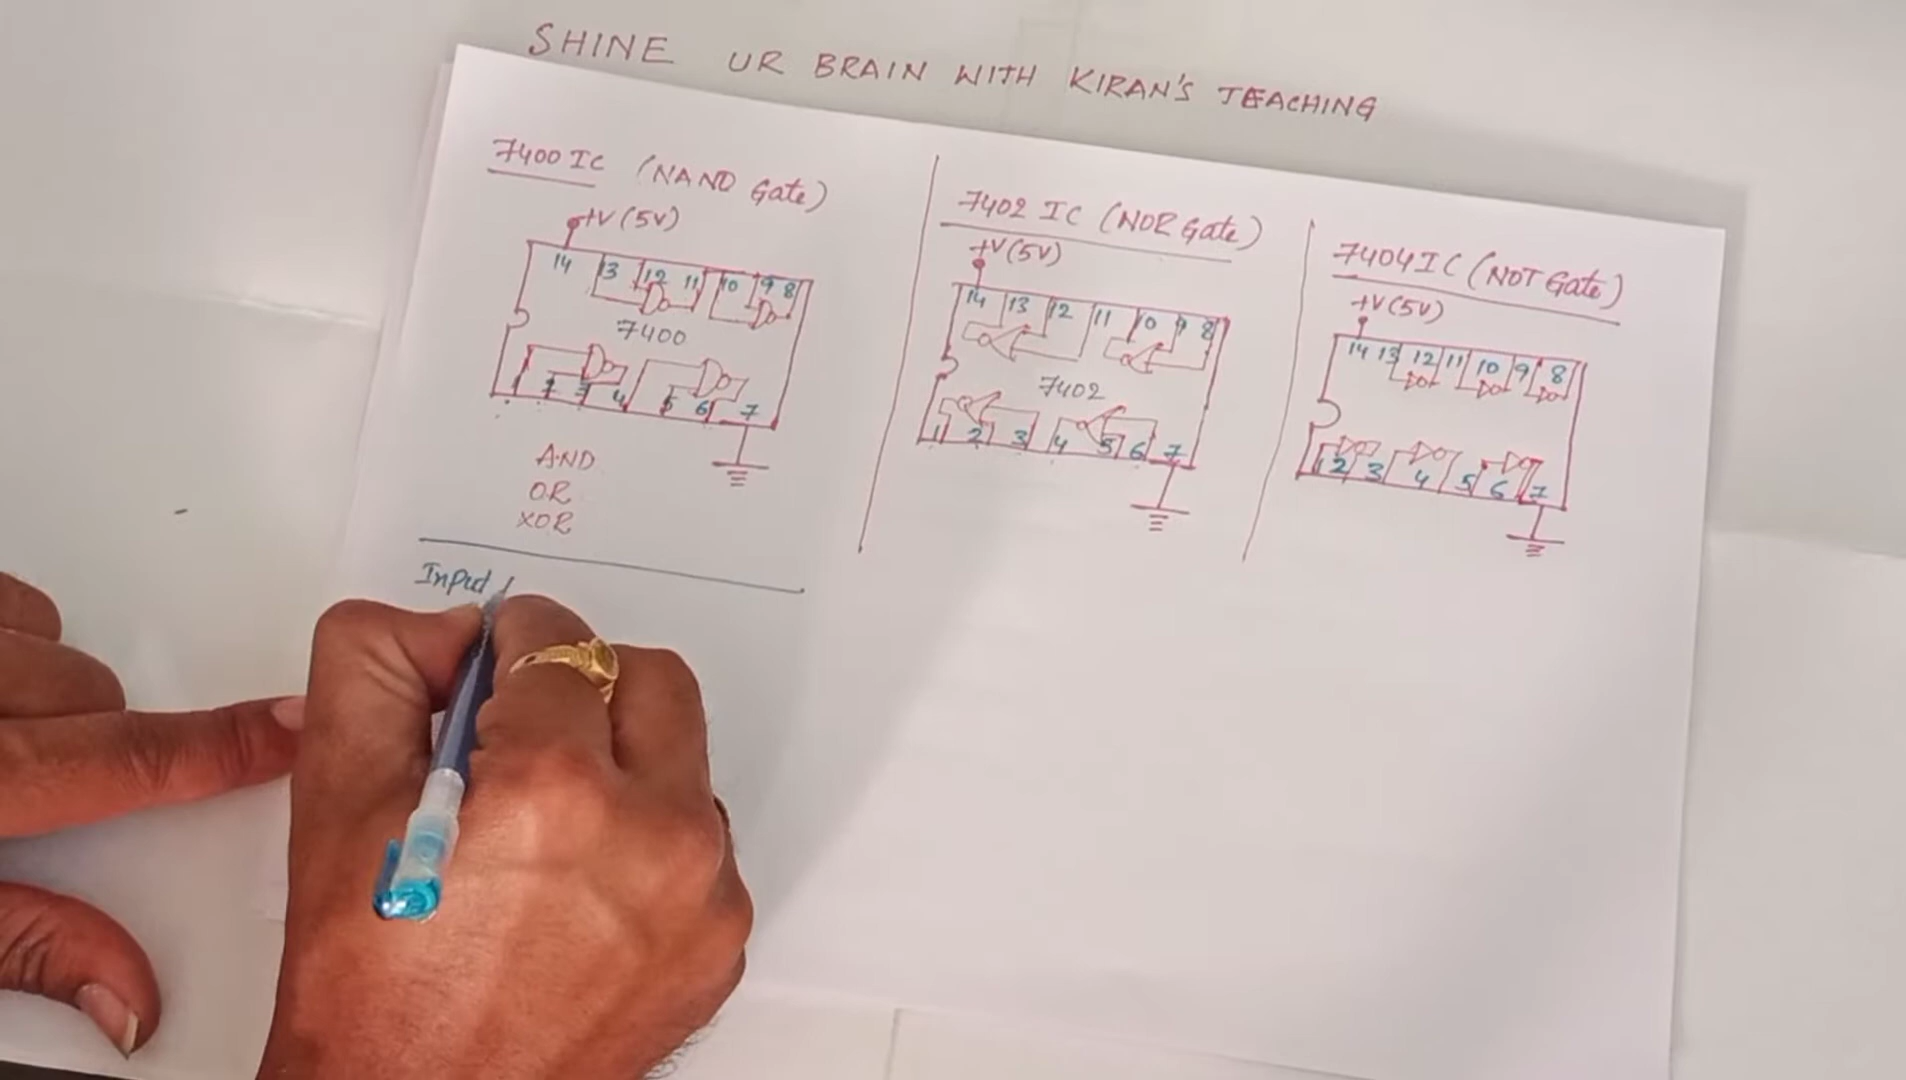 SHINE UR BRAIN WITH KIRAN'S TEACHING
7400 IC (NAND Gate)
+V (5V)
14 13 12 11 10 9 8
7400
1 2 3 4 5 6 7
AND
OR
XOR
Input
7402 IC (NOR Gate)
+V (5V)
14 13 12 11 10 9 8
7402
1 2 3 4 5 6 7
7404 IC (NOT Gate)
+V (5V)
14 13 12 11 10 9 8
1 2 3 4 5 6 7